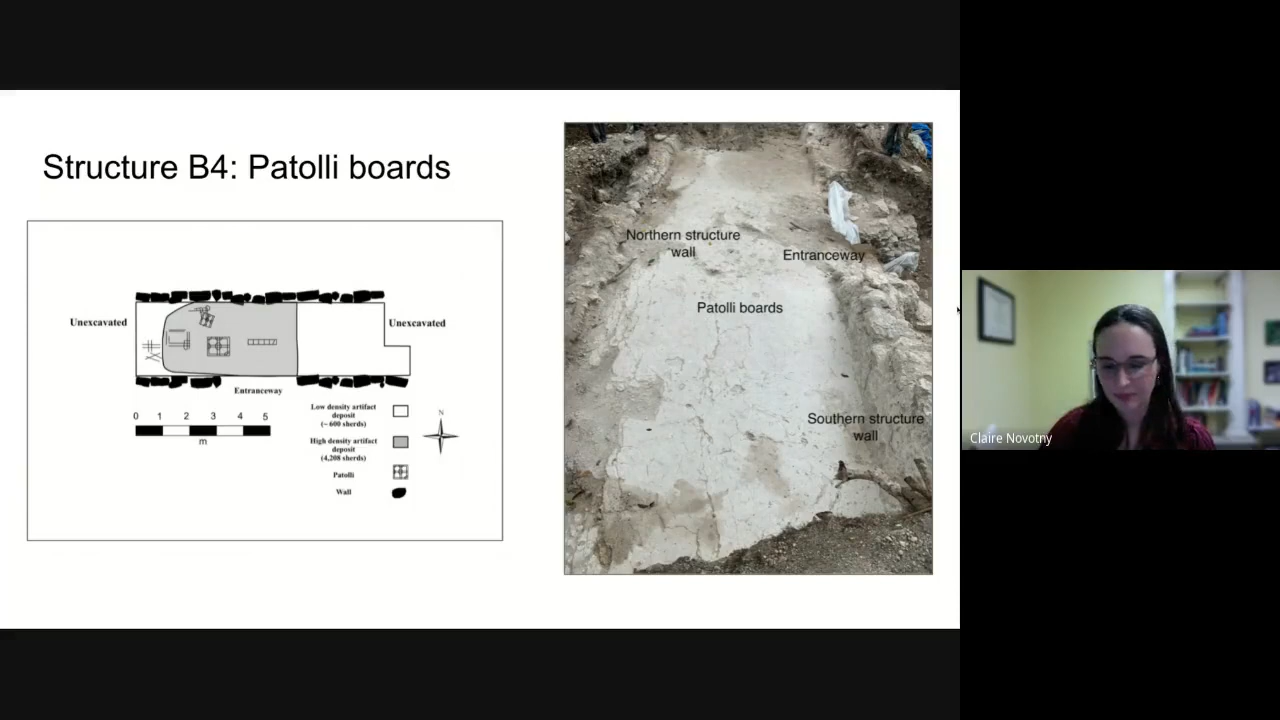 Structure B4: Patolli boards
Unexcavated
Unexcavated
Entranceway
0 1 2 3 4 5
m
Low density artifact
deposit
(~ 600 sherds)
High density artifact
deposit
(4,208 sherds)
Patolli
Wall
N
Northern structure
wall
Entranceway
Patolli boards
Southern structure
wall
Claire Novotny